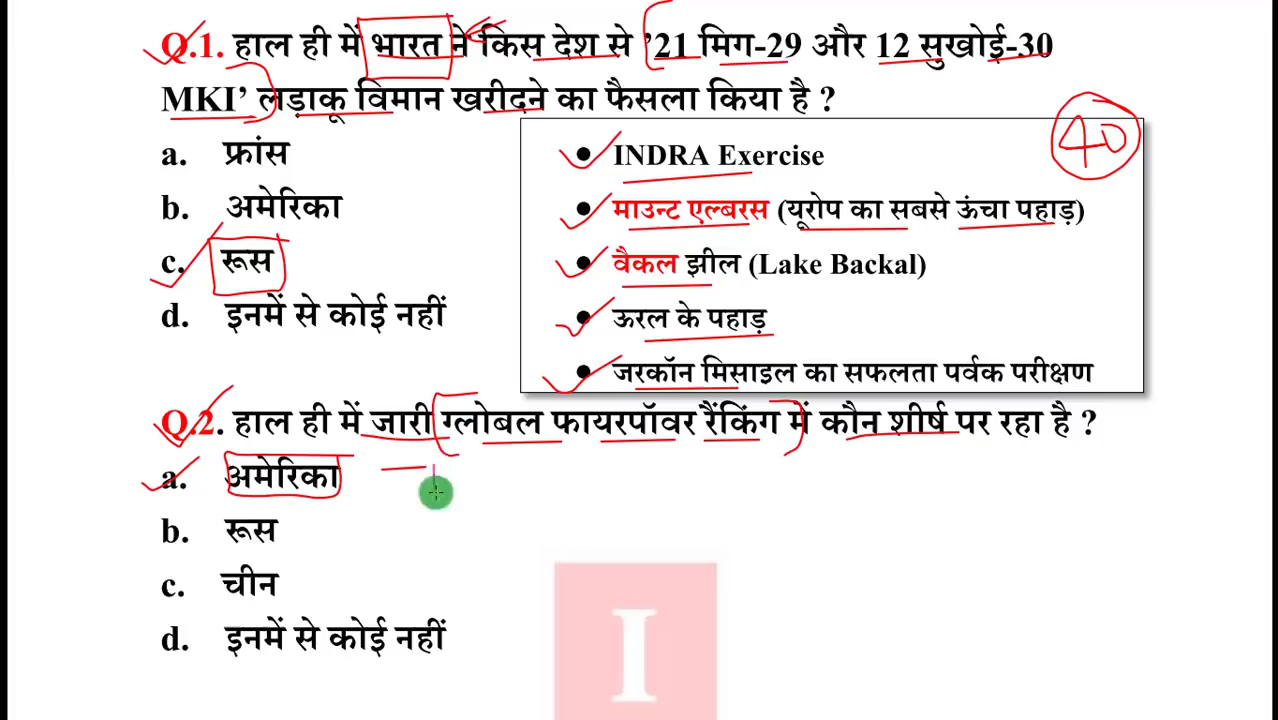 Q.1. हाल ही में भारत ने किस देश से '21 मिग-29 और 12 सुखोई-30
MKI' लड़ाकू विमान खरीदने का फैसला किया है ?
a. फ्रांस
b. अमेरिका
c. रूस
d. इनमें से कोई नहीं
40
● INDRA Exercise
● माउन्ट एल्बरस (यूरोप का सबसे ऊंचा पहाड़)
● वैकल झील (Lake Backal)
● ऊरल के पहाड़
● जरकॉन मिसाइल का सफलता पर्वक परीक्षण
Q.2. हाल ही में जारी ग्लोबल फायरपॉवर रैंकिंग में कौन शीर्ष पर रहा है ?
a. अमेरिका
b. रूस
c. चीन
d. इनमें से कोई नहीं
I